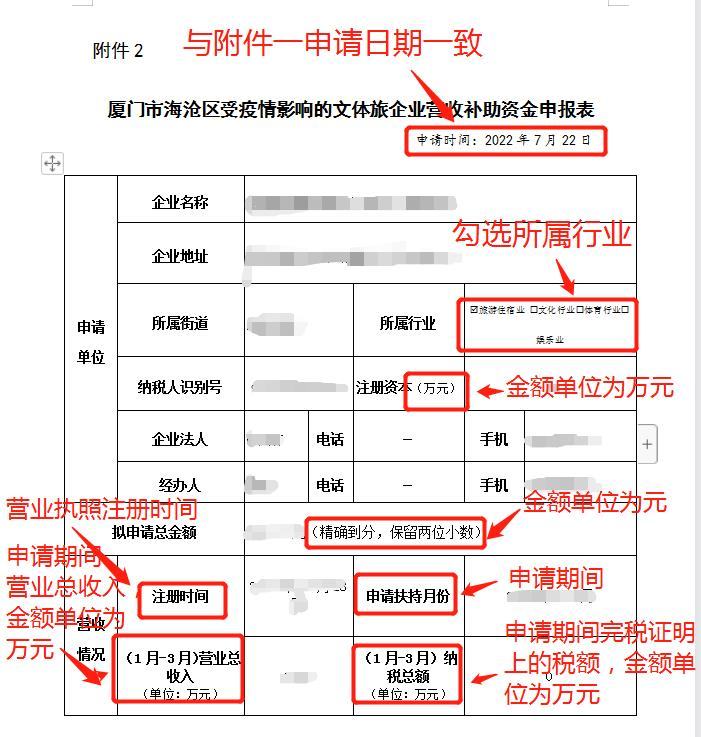 附件2
与附件一申请日期一致
厦门市海沧区受疫情影响的文体旅企业营收补助资金申报表
申请时间：2022年7月22日
申请
单位
企业名称
企业地址
勾选所属行业
所属街道
所属行业
☑旅游住宿业 □文化行业□体育行业□
娱乐业
纳税人识别号
注册资本（万元）
金额单位为万元
企业法人
电话
—
手机
经办人
电话
—
手机
拟申请总金额
（精确到分，保留两位小数）
金额单位为元
营业执照注册时间
申请期间
营业总收入，
金额单位为
万元
营收
情况
注册时间
申请扶持月份
申请期间
（1月-3月)营业总
收入
（单位：万元）
（1月-3月）纳
税总额
（单位：万元）
0
申请期间完税证明
上的税额，金额单
位为万元